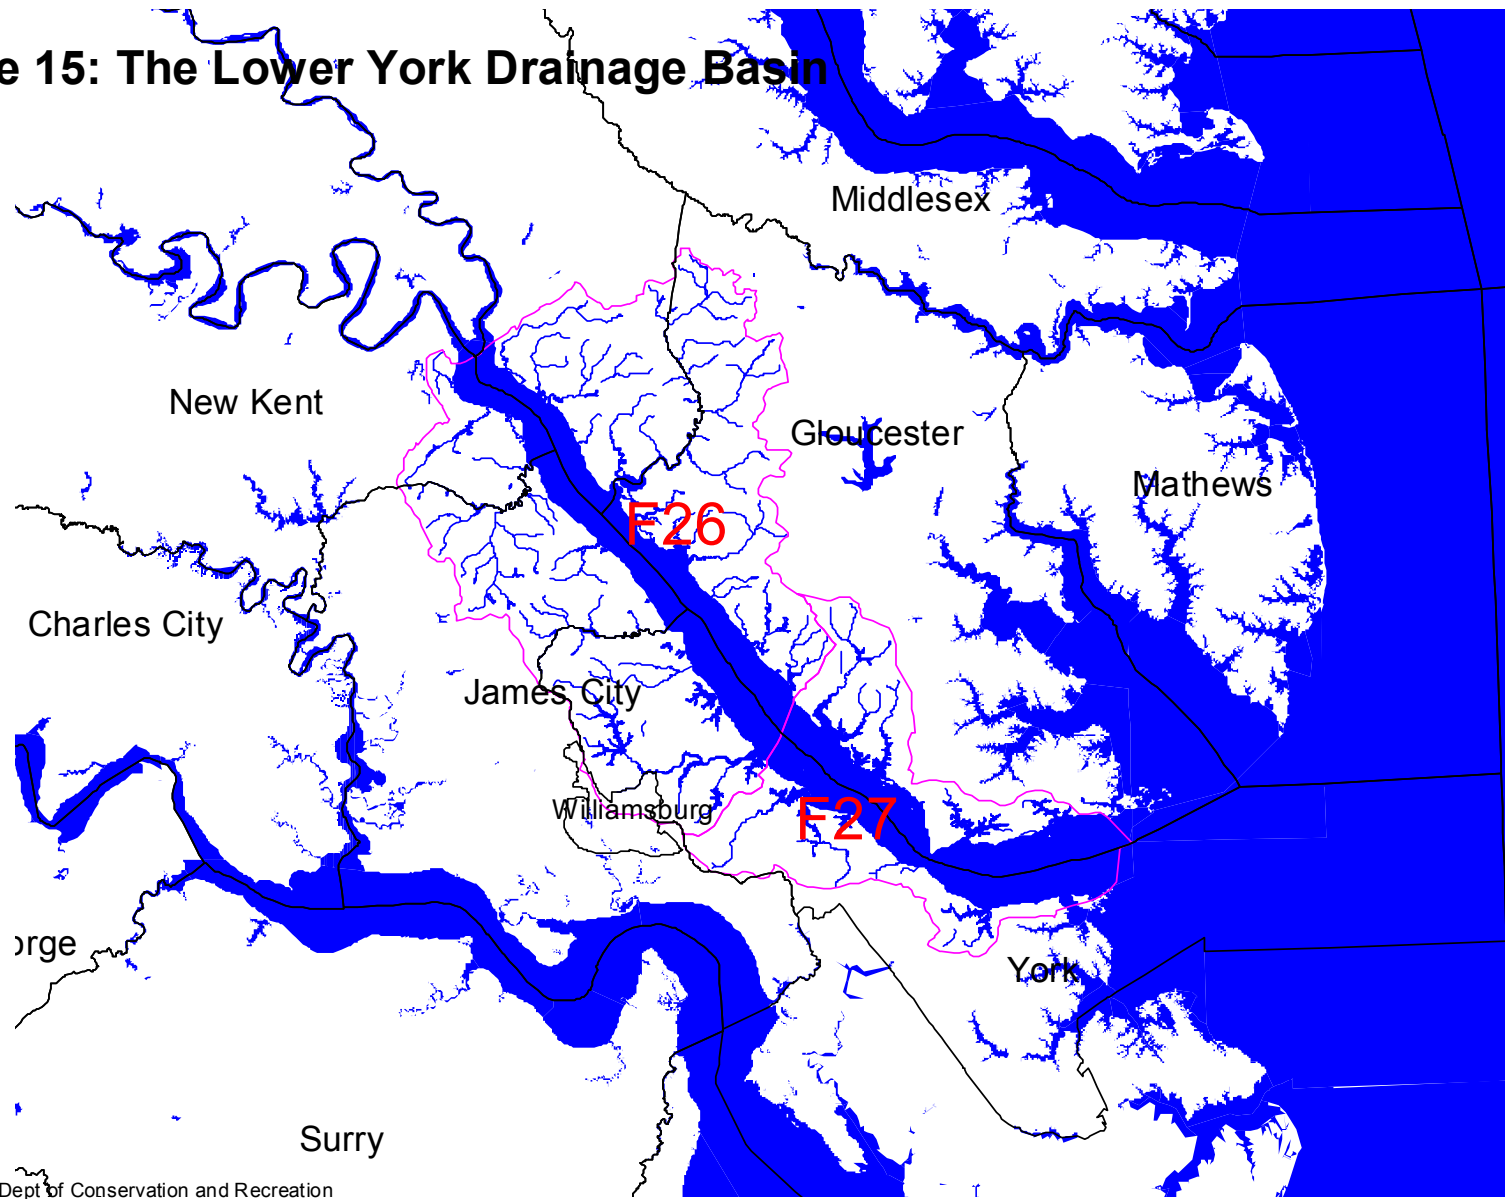 e 15: The Lower York Drainage Basin
Middlesex
New Kent
Gloucester
Mathews
F26
Charles City
James City
Williamsburg
F27
orge
York
Surry
Dept of Conservation and Recreation